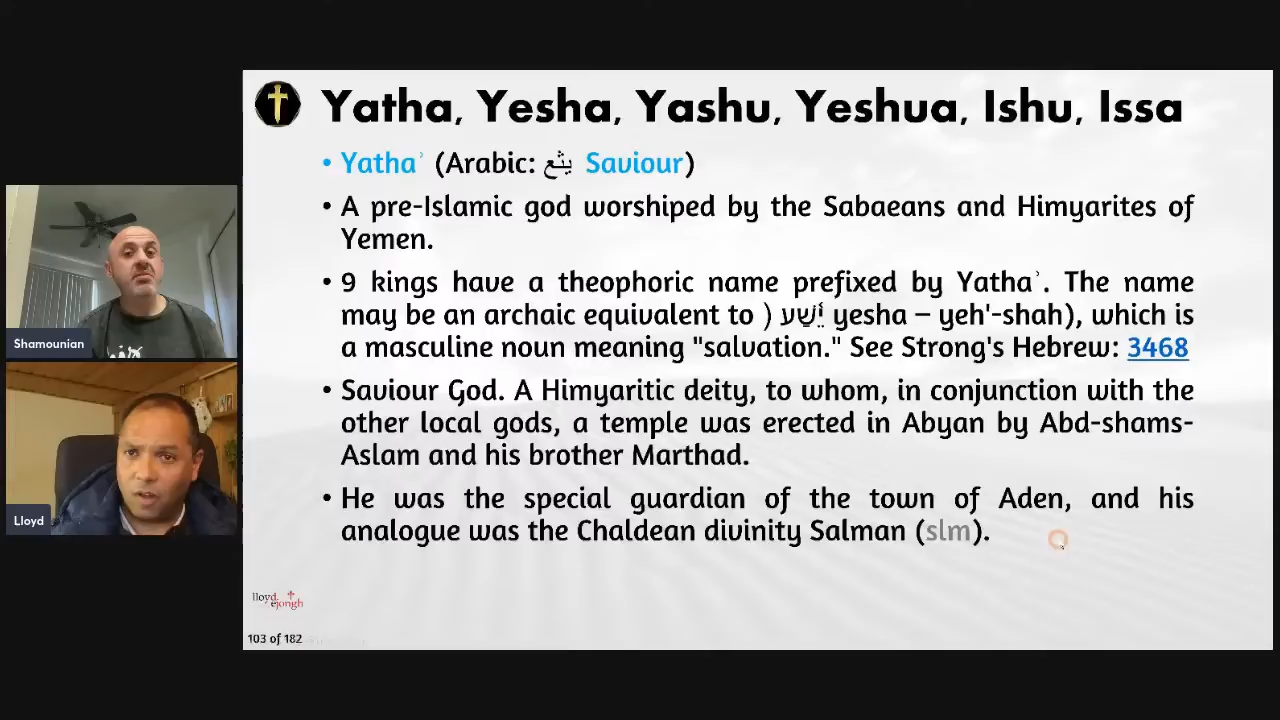 Yatha, Yesha, Yashu, Yeshua, Ishu, Issa
• Yathaʾ (Arabic: يثع Saviour)
• A pre-Islamic god worshiped by the Sabaeans and Himyarites of
Yemen.
• 9 kings have a theophoric name prefixed by Yathaʾ. The name
may be an archaic equivalent to ) יֵֹשַׁע yesha – yeh'-shah), which is
a masculine noun meaning "salvation." See Strong's Hebrew: 3468
• Saviour God. A Himyaritic deity, to whom, in conjunction with the
other local gods, a temple was erected in Abyan by Abd-shams-
Aslam and his brother Marthad.
• He was the special guardian of the town of Aden, and his
analogue was the Chaldean divinity Salman (slm).
Shamounian
Lloyd
lloyd
ejongh
103 of 182